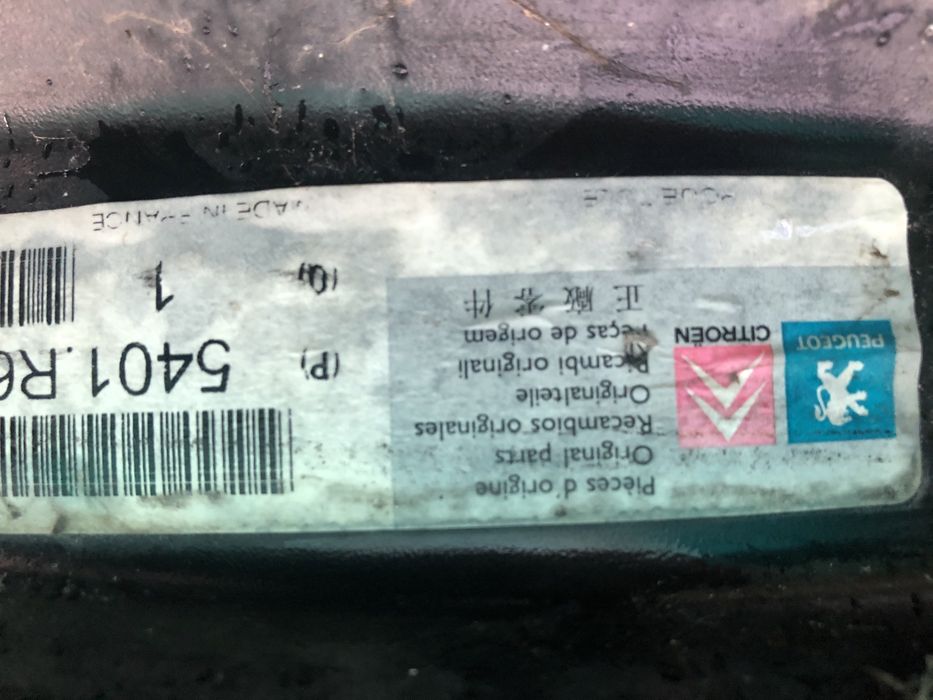 PEUGEOT
CITROËN
Pièces d'origine
Original parts
Recambios originales
Originalteile
Ricambi originali
Peças de origem
正廠零件
(P) 5401.R6
(Q) 1
MADE IN FRANCE